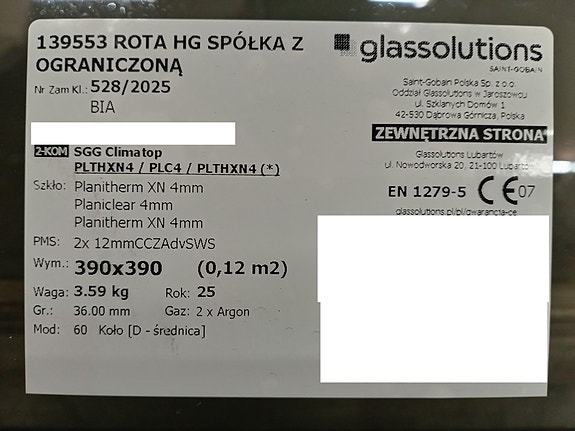 139553 ROTA HG SPÓŁKA Z
OGRANICZONĄ
Nr Zam Kl.: 528/2025
BIA
glassolutions
SAINT-GOBAIN
Saint-Gobain Polska Sp. z o.o.
Oddział Glassolutions w Jaroszowcu
ul. Szklanych Domów 1
42-530 Dąbrowa Górnicza, Polska
ZEWNĘTRZNA STRONA
Glassolutions Lubartów
ul. Nowodworska 20, 21-100 Lubartó
EN 1279-5 CE 07
glassolutions.pl/pl/gwarancja-ce
2-KOM SGG Climatop
PLTHXN4 / PLC4 / PLTHXN4 (*)
Szkło: Planitherm XN 4mm
Planiclear 4mm
Planitherm XN 4mm
PMS: 2x 12mmCCZAdvSWS
Wym.: 390x390 (0,12 m2)
Waga: 3.59 kg Rok: 25
Gr.: 36.00 mm Gaz: 2 x Argon
Mod: 60 Koło [D - średnica]